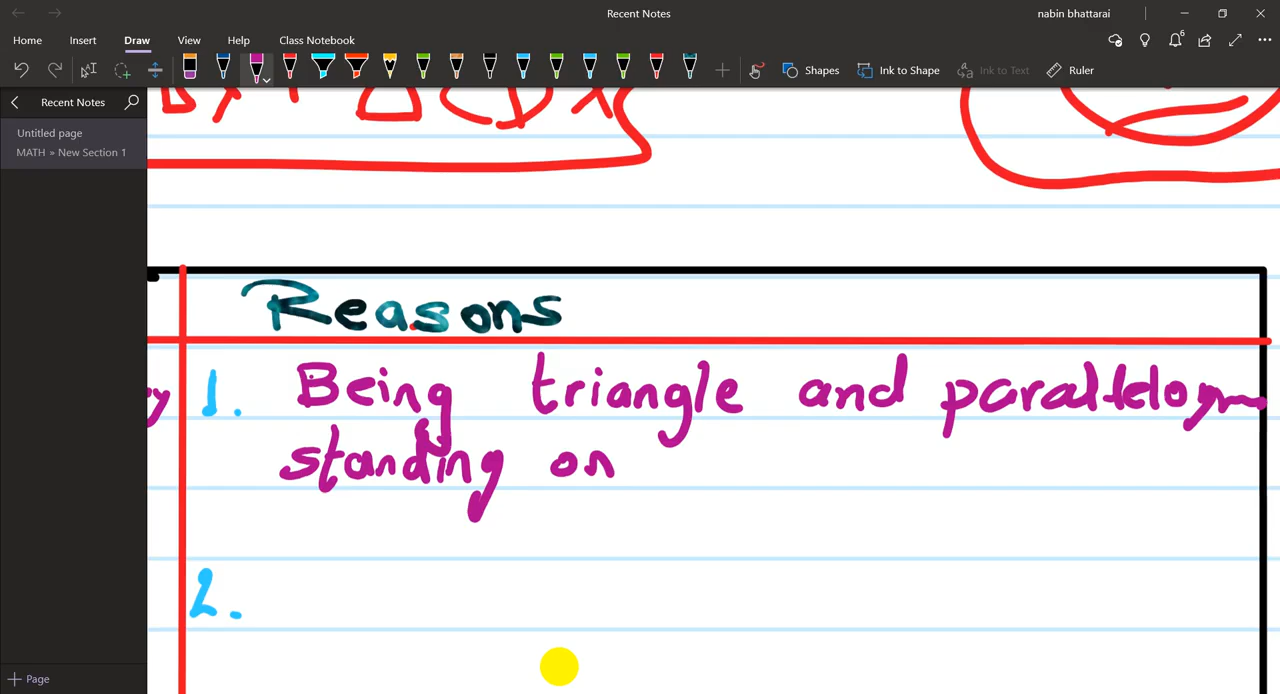 Recent Notes
nabin bhattarai
Home Insert Draw View Help Class Notebook
Shapes Ink to Shape Ink to Text Ruler
Recent Notes
Untitled page
MATH » New Section 1
Reasons
1. Being triangle and parallelogm
standing on
2.
+ Page